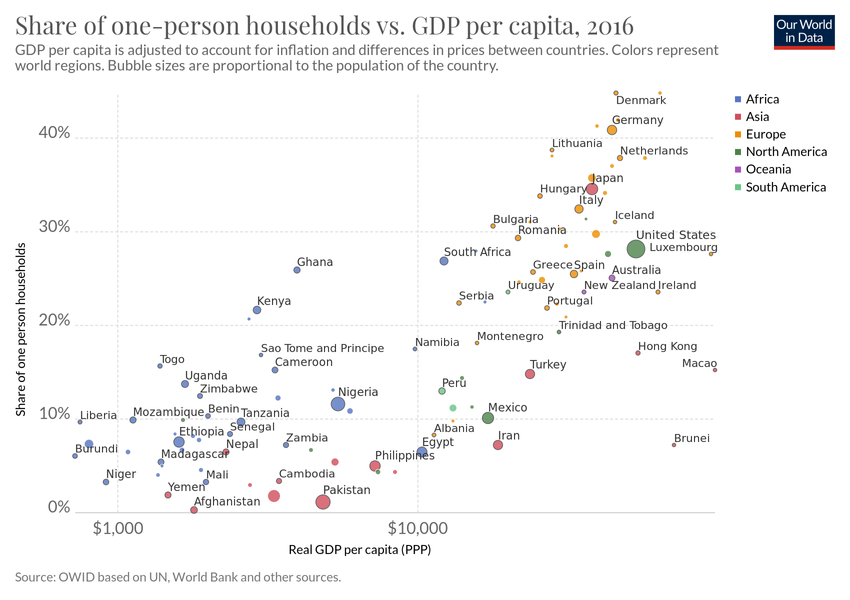 Share of one-person households vs. GDP per capita, 2016
Our World
in Data
GDP per capita is adjusted to account for inflation and differences in prices between countries. Colors represent
world regions. Bubble sizes are proportional to the population of the country.
Africa
Asia
Europe
North America
Oceania
South America
Share of one person households
40%
30%
20%
10%
0%
Denmark
Germany
Lithuania
Netherlands
Japan
Hungary
Italy
Iceland
Bulgaria
Romania
United States
Luxembourg
South Africa
Ghana
Greece
Spain
Australia
Uruguay
New Zealand
Ireland
Kenya
Serbia
Portugal
Trinidad and Tobago
Montenegro
Namibia
Sao Tome and Principe
Hong Kong
Togo
Cameroon
Turkey
Macao
Uganda
Zimbabwe
Nigeria
Peru
Liberia
Mozambique
Benin
Tanzania
Mexico
Ethiopia
Senegal
Albania
Zambia
Egypt
Iran
Brunei
Burundi
Madagascar
Nepal
Philippines
Niger
Mali
Cambodia
Yemen
Afghanistan
Pakistan
$1,000
$10,000
Real GDP per capita (PPP)
Source: OWID based on UN, World Bank and other sources.